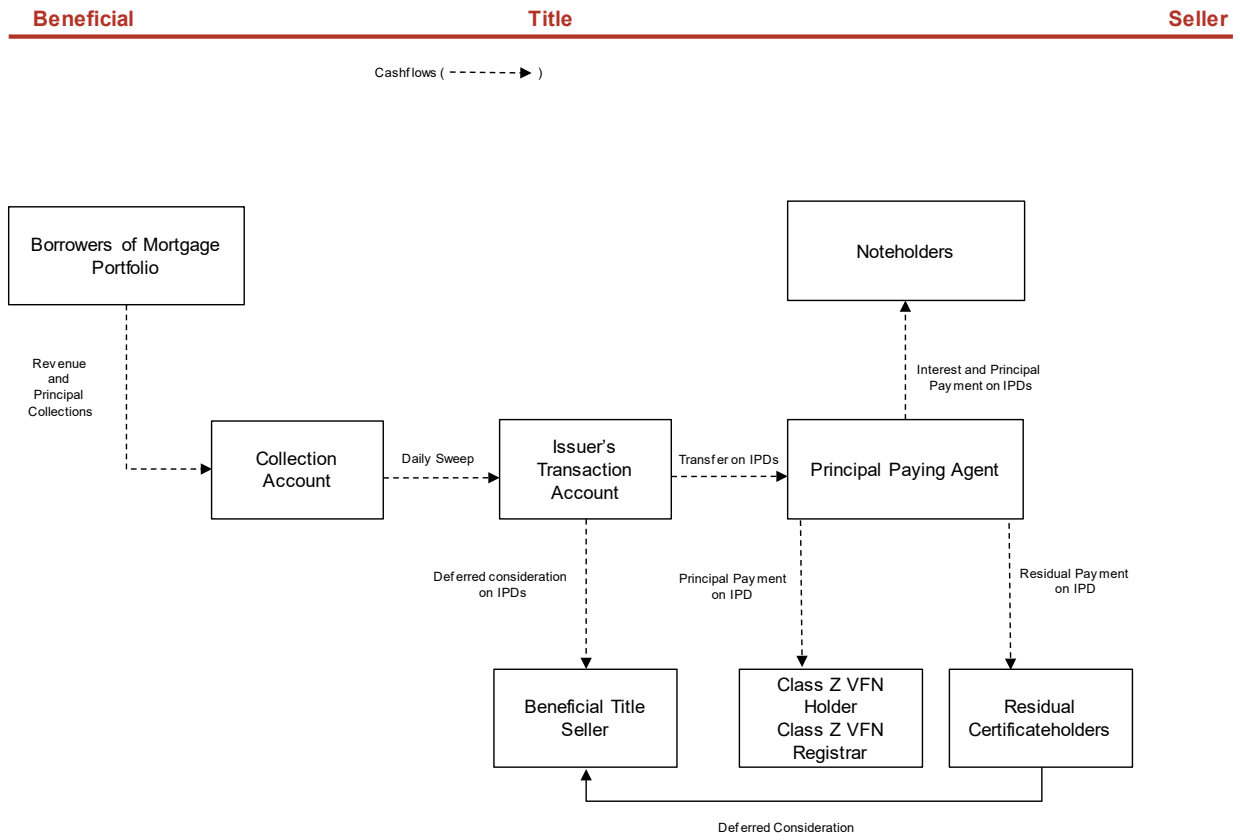 Beneficial Title Seller
Cashflows ( )
Borrowers of Mortgage
Portfolio
Noteholders
Revenue
and
Principal
Collections
Interest and Principal
Payment on IPDs
Collection
Account
Daily Sweep
Issuer’s
Transaction
Account
Transfer on IPDs
Principal Paying Agent
Deferred consideration
on IPDs
Principal Payment
on IPD
Residual Payment
on IPD
Beneficial Title
Seller
Class Z VFN
Holder
Class Z VFN
Registrar
Residual
Certificateholders
Deferred Consideration